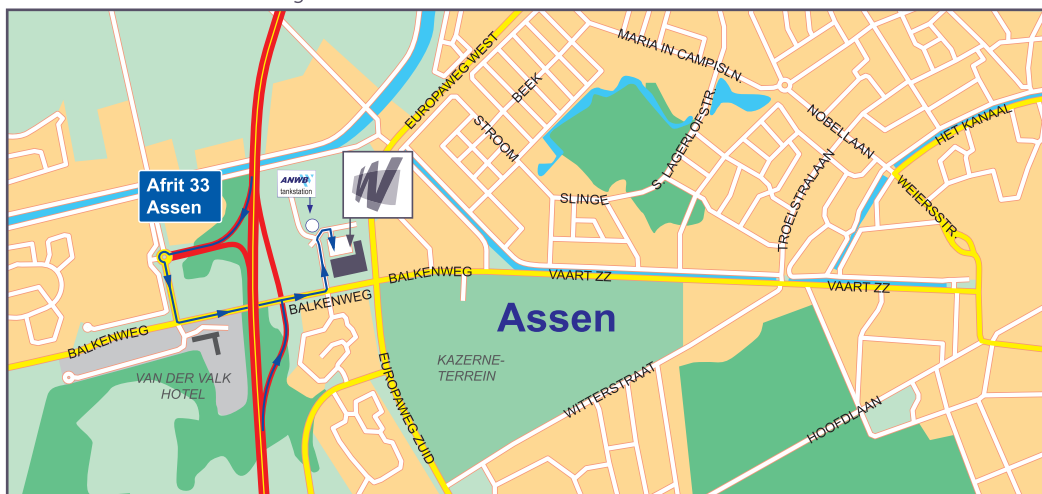 MARIA IN CAMPISLN.
EUROPAWEG WEST
BEEK
STROOM
S. LAGERLOFSTR.
NOBELLAAN
HET KANAAL
Afrit 33
Assen
ANWB
tankstation
W
SLINGE
TROELSTRALAAN
WEIERSSTR.
BALKENWEG
BALKENWEG
BALKENWEG
VAART ZZ
VAART ZZ
Assen
VAN DER VALK
HOTEL
KAZERNE-
TERREIN
EUROPAWEG ZUID
WITTERSTRAAT
HOOFDLAAN